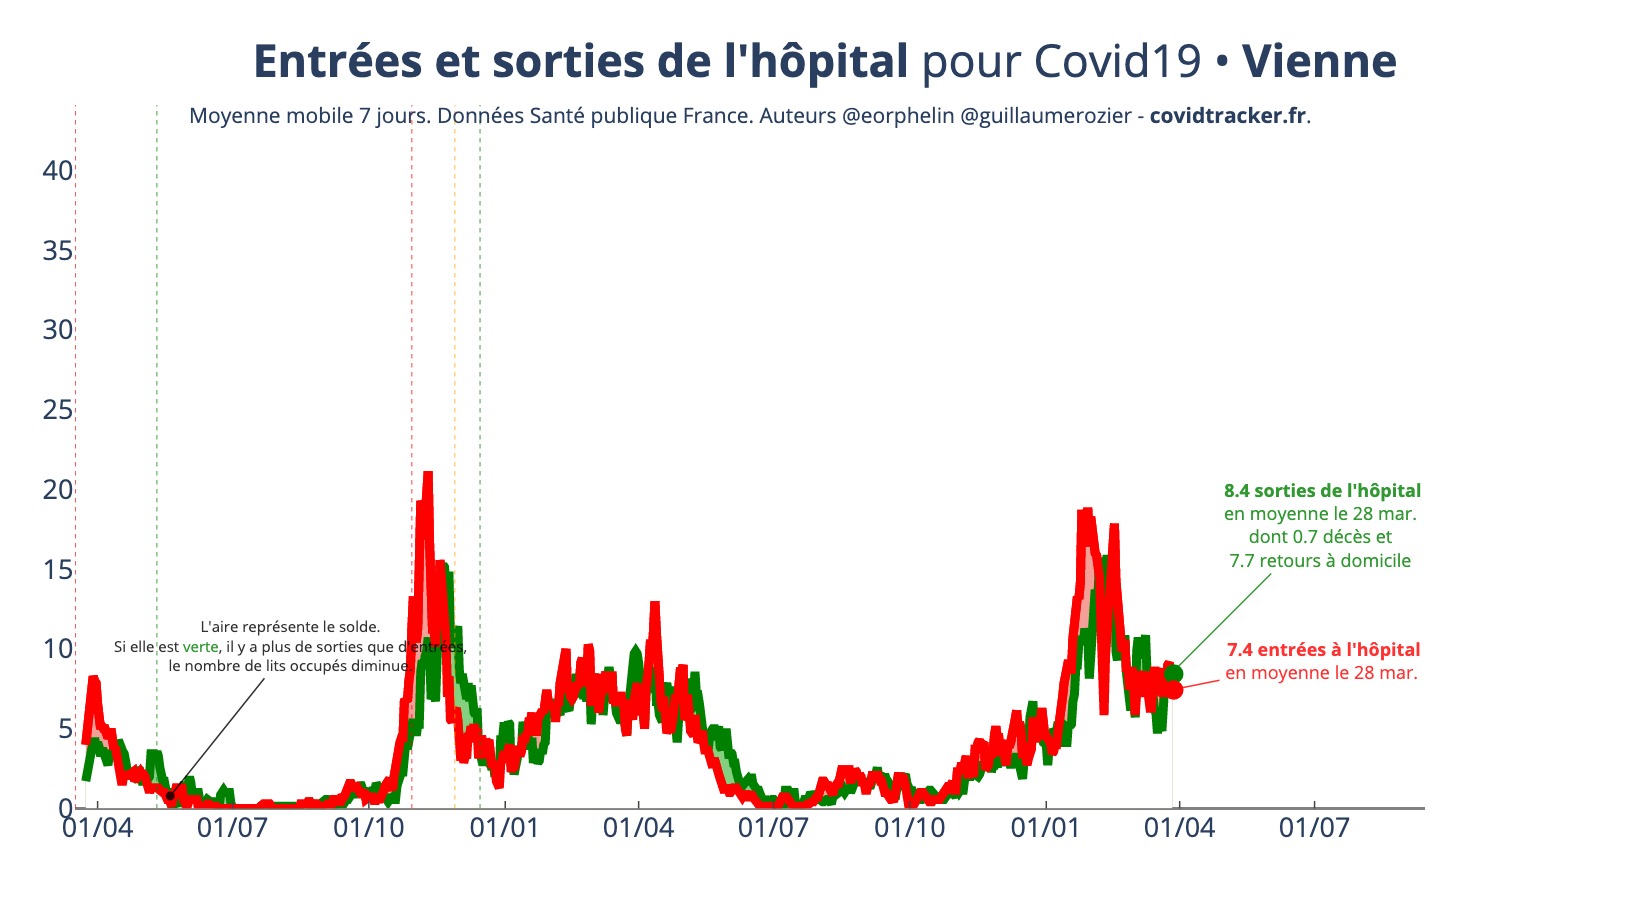 Entrées et sorties de l'hôpital pour Covid19 • Vienne
Moyenne mobile 7 jours. Données Santé publique France. Auteurs @eorphelin @guillaumerozier - covidtracker.fr.
40
35
30
25
20
15
10
5
0
8.4 sorties de l'hôpital
en moyenne le 28 mar.
dont 0.7 décès et
7.7 retours à domicile
L'aire représente le solde.
Si elle est verte, il y a plus de sorties que d'entrées,
le nombre de lits occupés diminue.
7.4 entrées à l'hôpital
en moyenne le 28 mar.
01/04 01/07 01/10 01/01 01/04 01/07 01/10 01/01 01/04 01/07